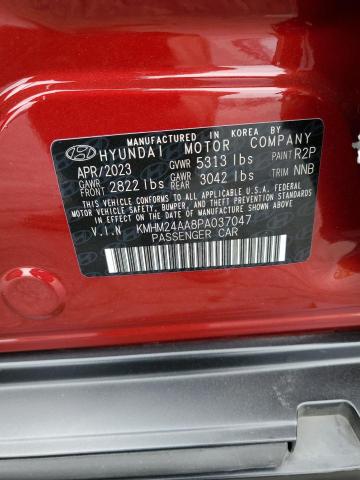 MANUFACTURED IN KOREA BY
HYUNDAI MOTOR COMPANY
APR/2023 GVWR 5313 lbs PAINT R2P
GAWR FRONT 2822 lbs GAWR REAR 3042 lbs TRIM NNB
THIS VEHICLE CONFORMS TO ALL APPLICABLE U.S.A. FEDERAL
MOTOR VEHICLE SAFETY, BUMPER, AND THEFT PREVENTION
STANDARDS IN EFFECT ON THE DATE OF MANUFACTURE SHOWN ABOVE.
V.I.N KMHM24AA8PA037047
PASSENGER CAR